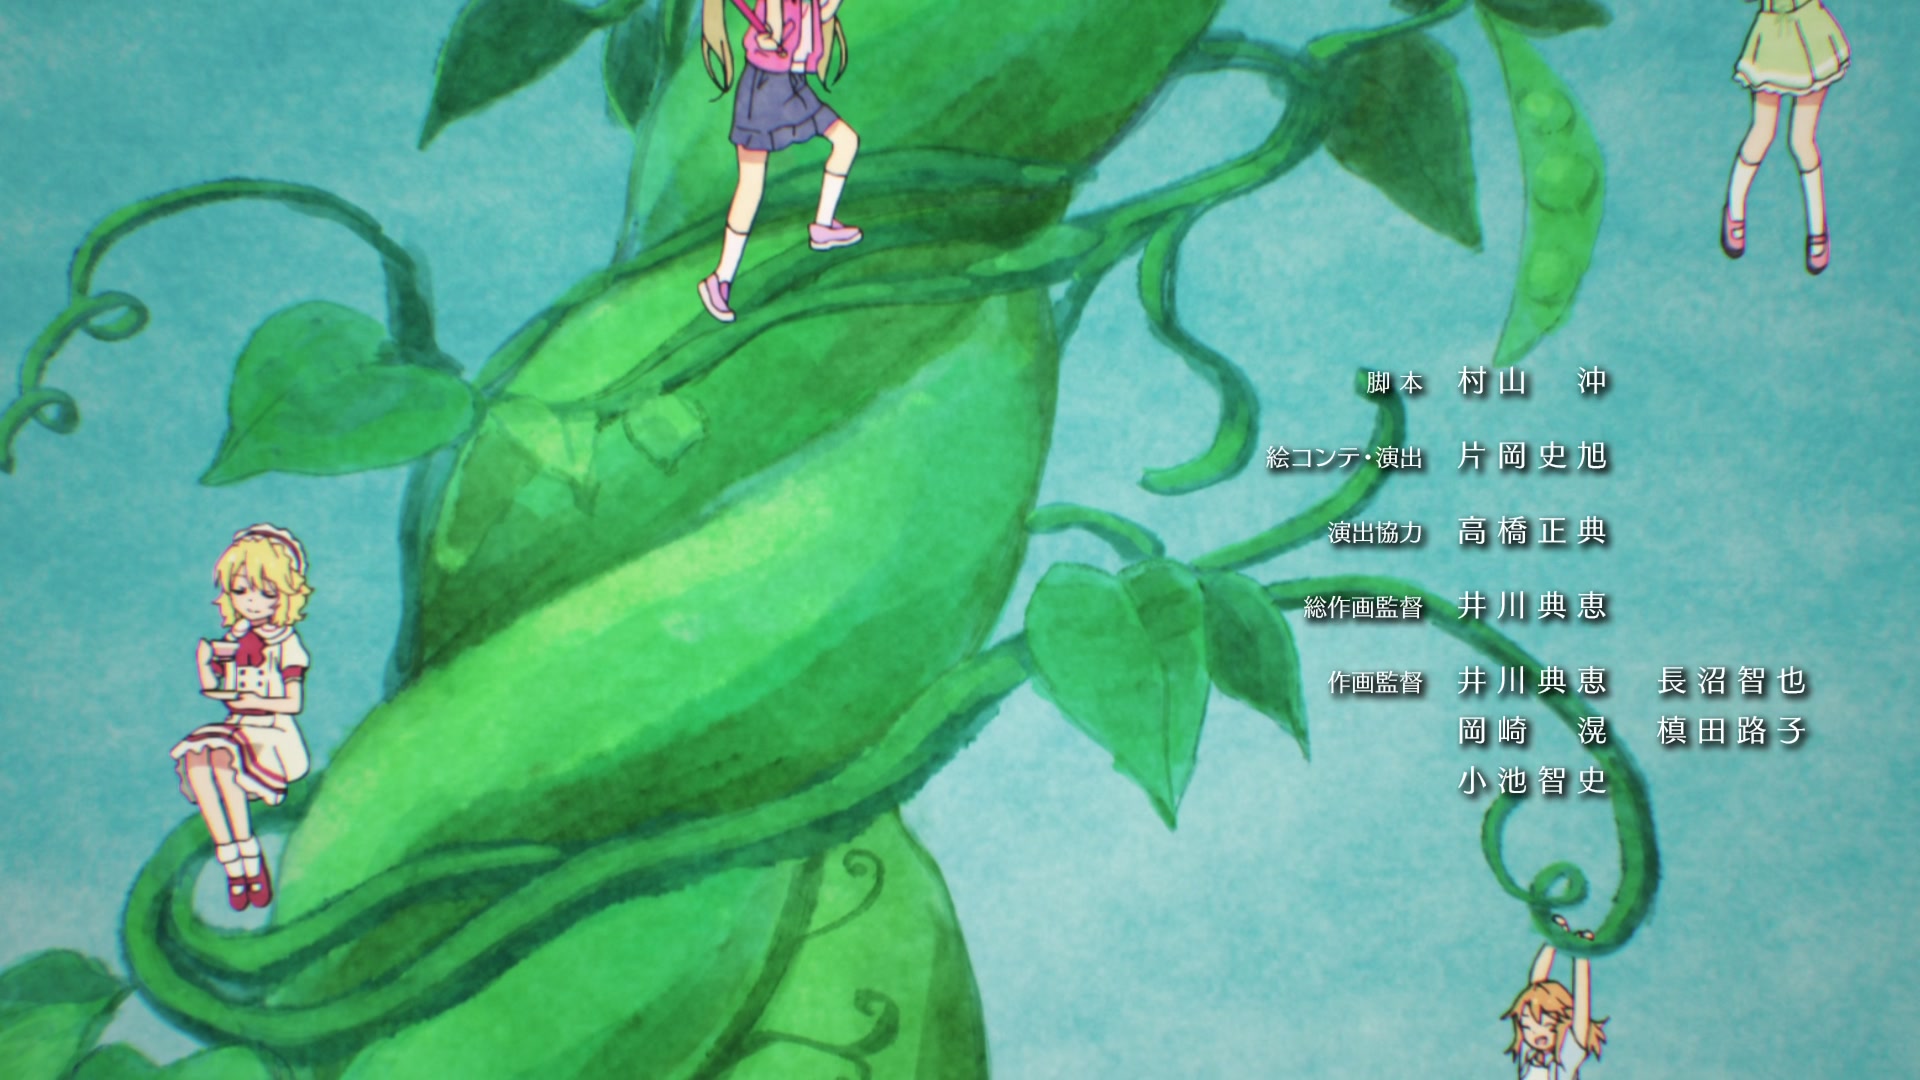 脚本 村山 沖
絵コンテ・演出 片岡史旭
演出協力 高橋正典
総作画監督 井川典恵
作画監督 井川典恵 長沼智也
岡崎 滉 槙田路子
小池智史